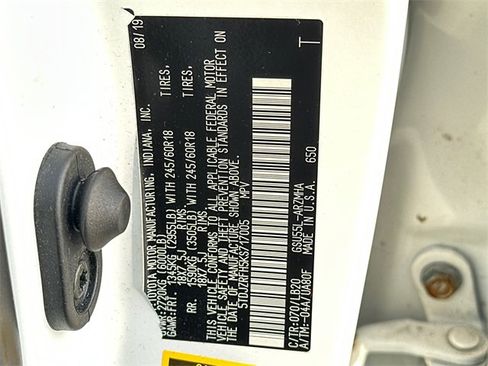 TOYOTA MOTOR MANUFACTURING, INDIANA, INC. 08/19
GVWR: 2720KG (6000LB)
GAWR: FRT. 1345KG (2955LB) WITH 245/60R18 TIRES,
18X7.5J RIMS
RR. 1590KG (3505LB) WITH 245/60R18 TIRES,
18X7.5J RIMS
THIS VEHICLE CONFORMS TO ALL APPLICABLE FEDERAL MOTOR
VEHICLE SAFETY AND THEFT PREVENTION STANDARDS IN EFFECT ON
THE DATE OF MANUFACTURE SHOWN ABOVE.
5TDJZRFH5KS717005 MPV
C/TR:070/LB20 GSU55L-ARZMHA
A/TM:-04A/UA80F MADE IN U.S.A. 650
T